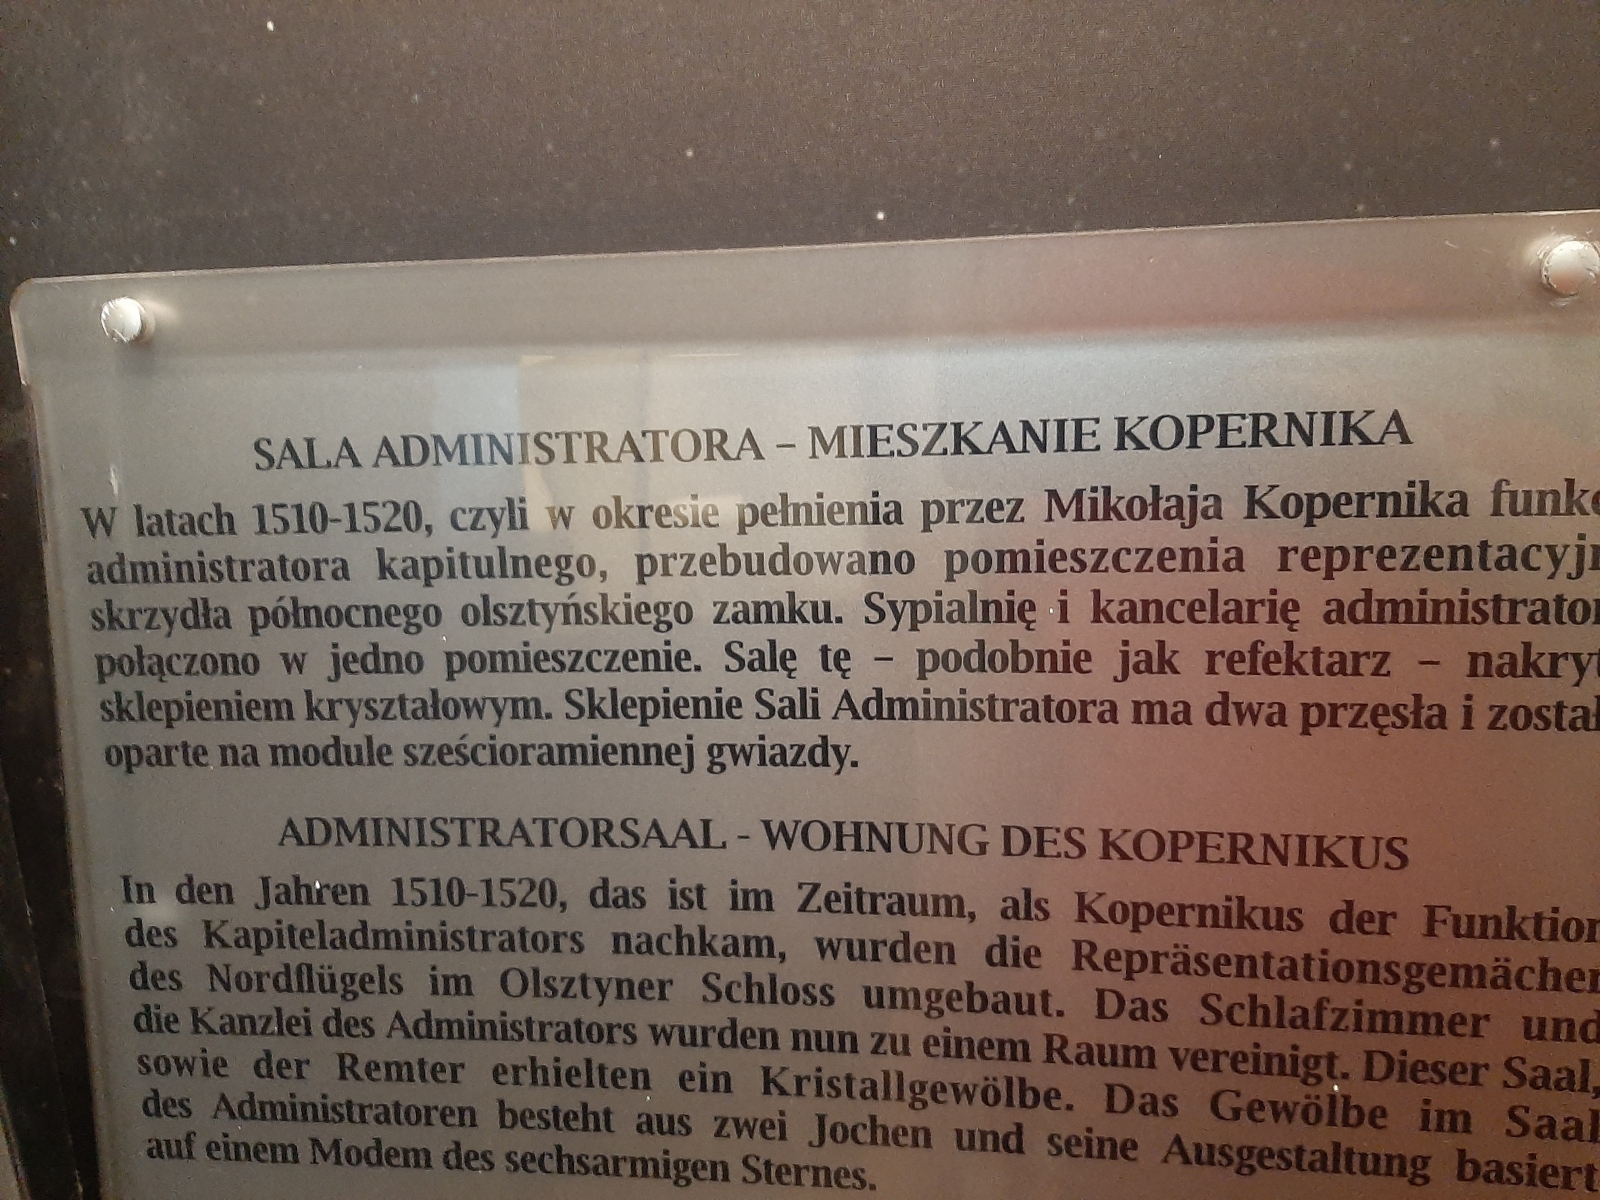 SALA ADMINISTRATORA – MIESZKANIE KOPERNIKA
W latach 1510-1520, czyli w okresie pełnienia przez Mikołaja Kopernika
administratora kapitulnego, przebudowano pomieszczenia
skrzydła północnego olsztyńskiego zamku. Sypialnię i kancelarię
połączono w jedno pomieszczenie. Salę tę – podobnie jak refektarz –
sklepieniem kryształowym. Sklepienie Sali Administratora ma dwa przęsła i
oparte na module sześcioramiennej gwiazdy.
ADMINISTRATORSAAL - WOHNUNG DES KOPERNIKUS
In den Jahren 1510-1520, das ist im Zeitraum, als Kopernikus der Funktion
des Kapiteladministrators nachkam, wurden die Repräsentationsgemächer
des Nordflügels im Olsztyner Schloss umgebaut. Das Schlafzimmer und
die Kanzlei des Administrators wurden nun zu einem Raum vereinigt. Dieser Saal,
sowie der Remter erhielten ein Kristallgewölbe. Das Gewölbe im Saal
des Administratoren besteht aus zwei Jochen und seine Ausgestaltung basiert
auf einem Modem des sechsarmigen Sternes.